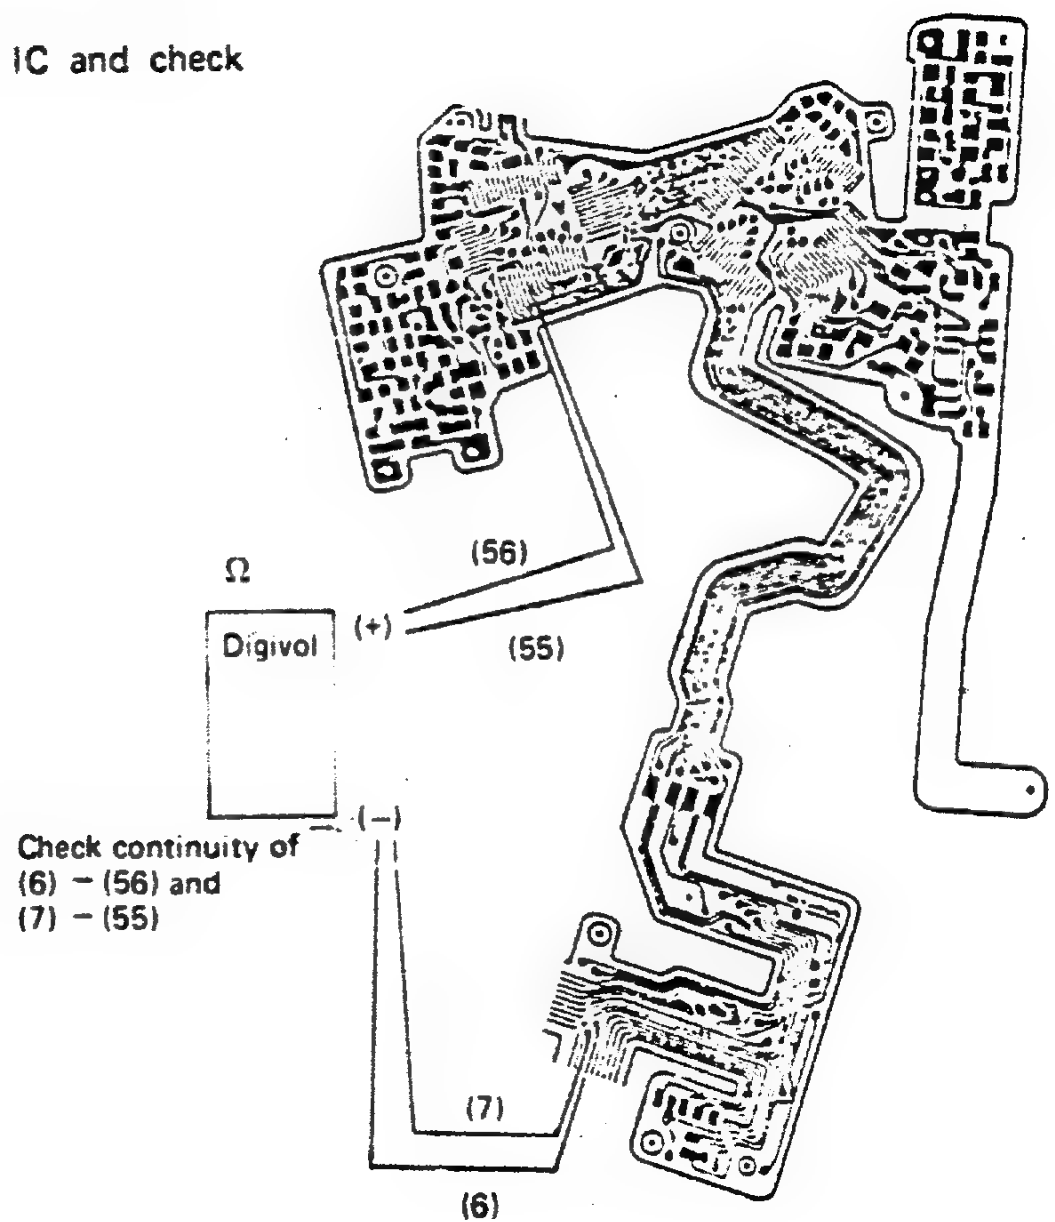 IC and check
(56)
Ω
Digivol
(+)
(55)
(−)
Check continuity of
(6) − (56) and
(7) − (55)
(7)
(6)